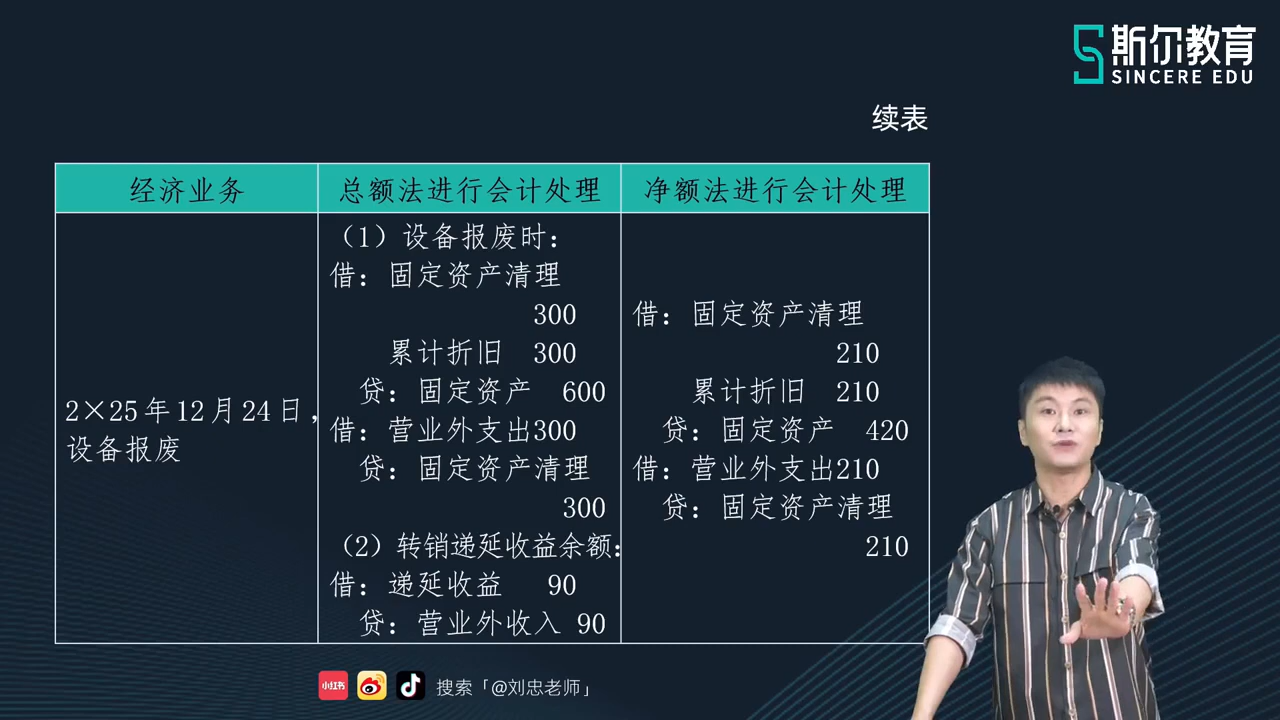 斯尔教育
SINCERE EDU
续表
经济业务
总额法进行会计处理
净额法进行会计处理
2×25年12月24日，
设备报废
（1）设备报废时：
借：固定资产清理
300
累计折旧 300
贷：固定资产 600
借：营业外支出300
贷：固定资产清理
300
（2）转销递延收益余额：
借：递延收益 90
贷：营业外收入 90
借：固定资产清理
210
累计折旧 210
贷：固定资产 420
借：营业外支出210
贷：固定资产清理
210
小红书
搜索「@刘忠老师」